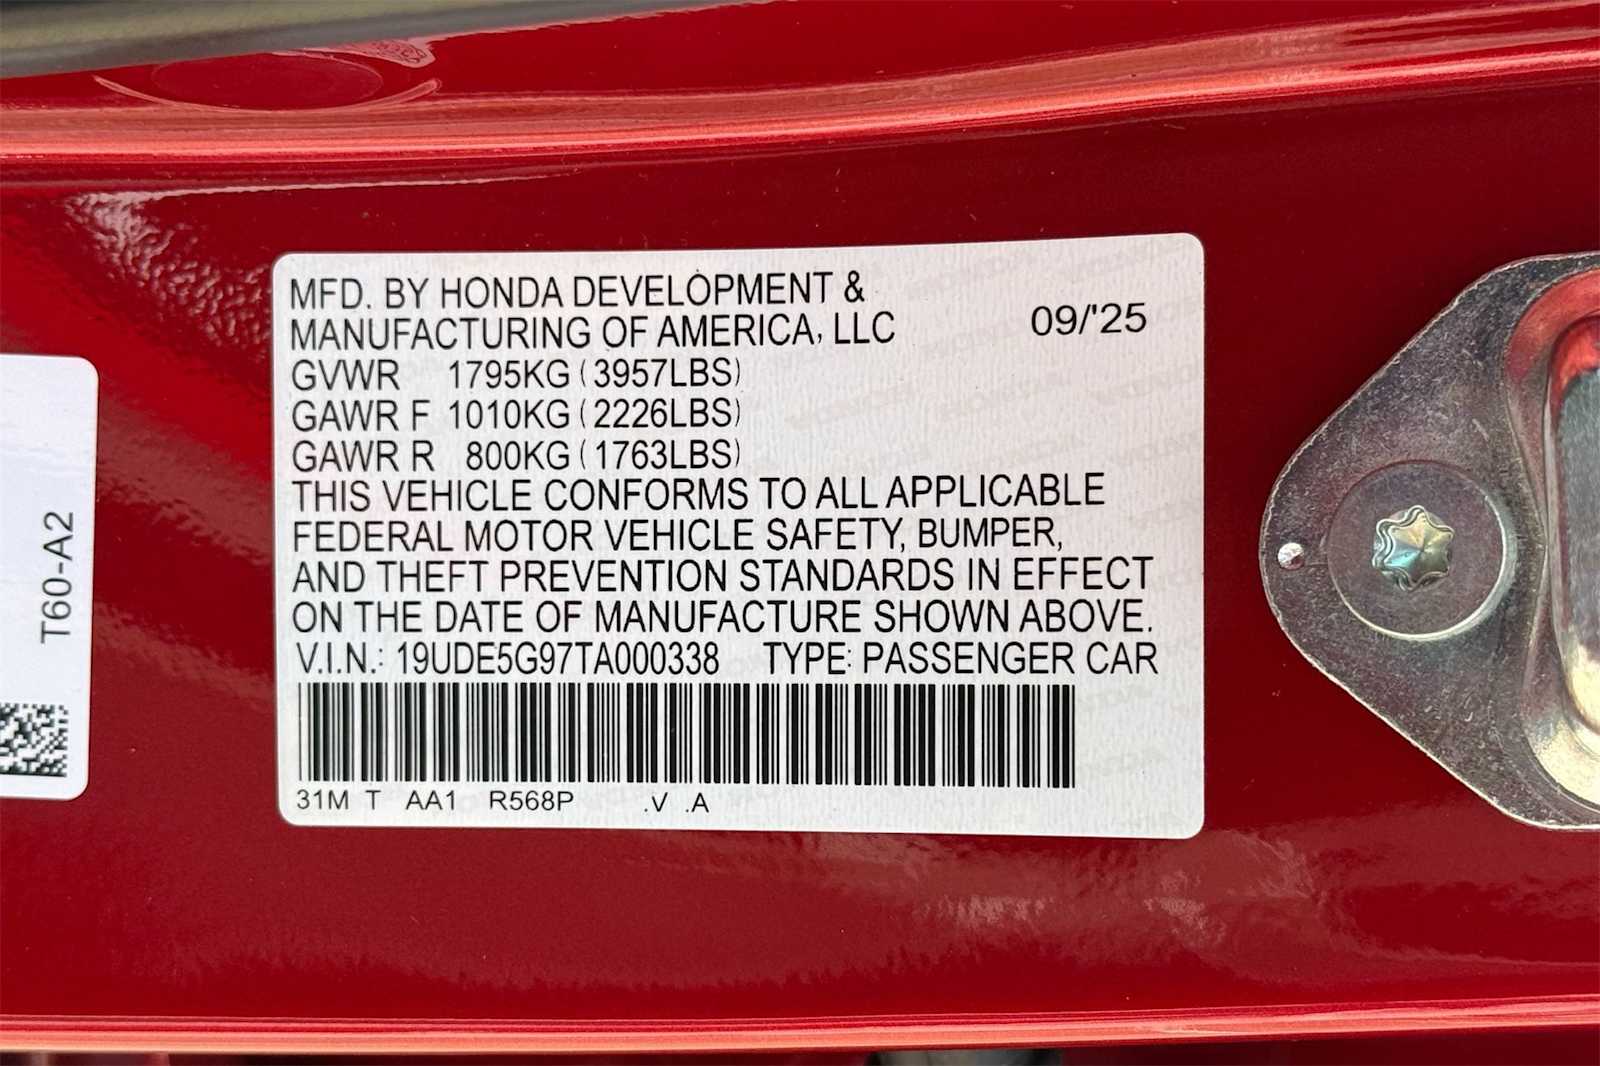 MFD. BY HONDA DEVELOPMENT &
MANUFACTURING OF AMERICA, LLC
09/'25
GVWR 1795KG (3957LBS)
GAWR F 1010KG (2226LBS)
GAWR R 800KG (1763LBS)
THIS VEHICLE CONFORMS TO ALL APPLICABLE
FEDERAL MOTOR VEHICLE SAFETY, BUMPER,
AND THEFT PREVENTION STANDARDS IN EFFECT
ON THE DATE OF MANUFACTURE SHOWN ABOVE.
V.I.N.: 19UDE5G97TA000338 TYPE: PASSENGER CAR
31M T AA1 R568P .V .A
T60-A2